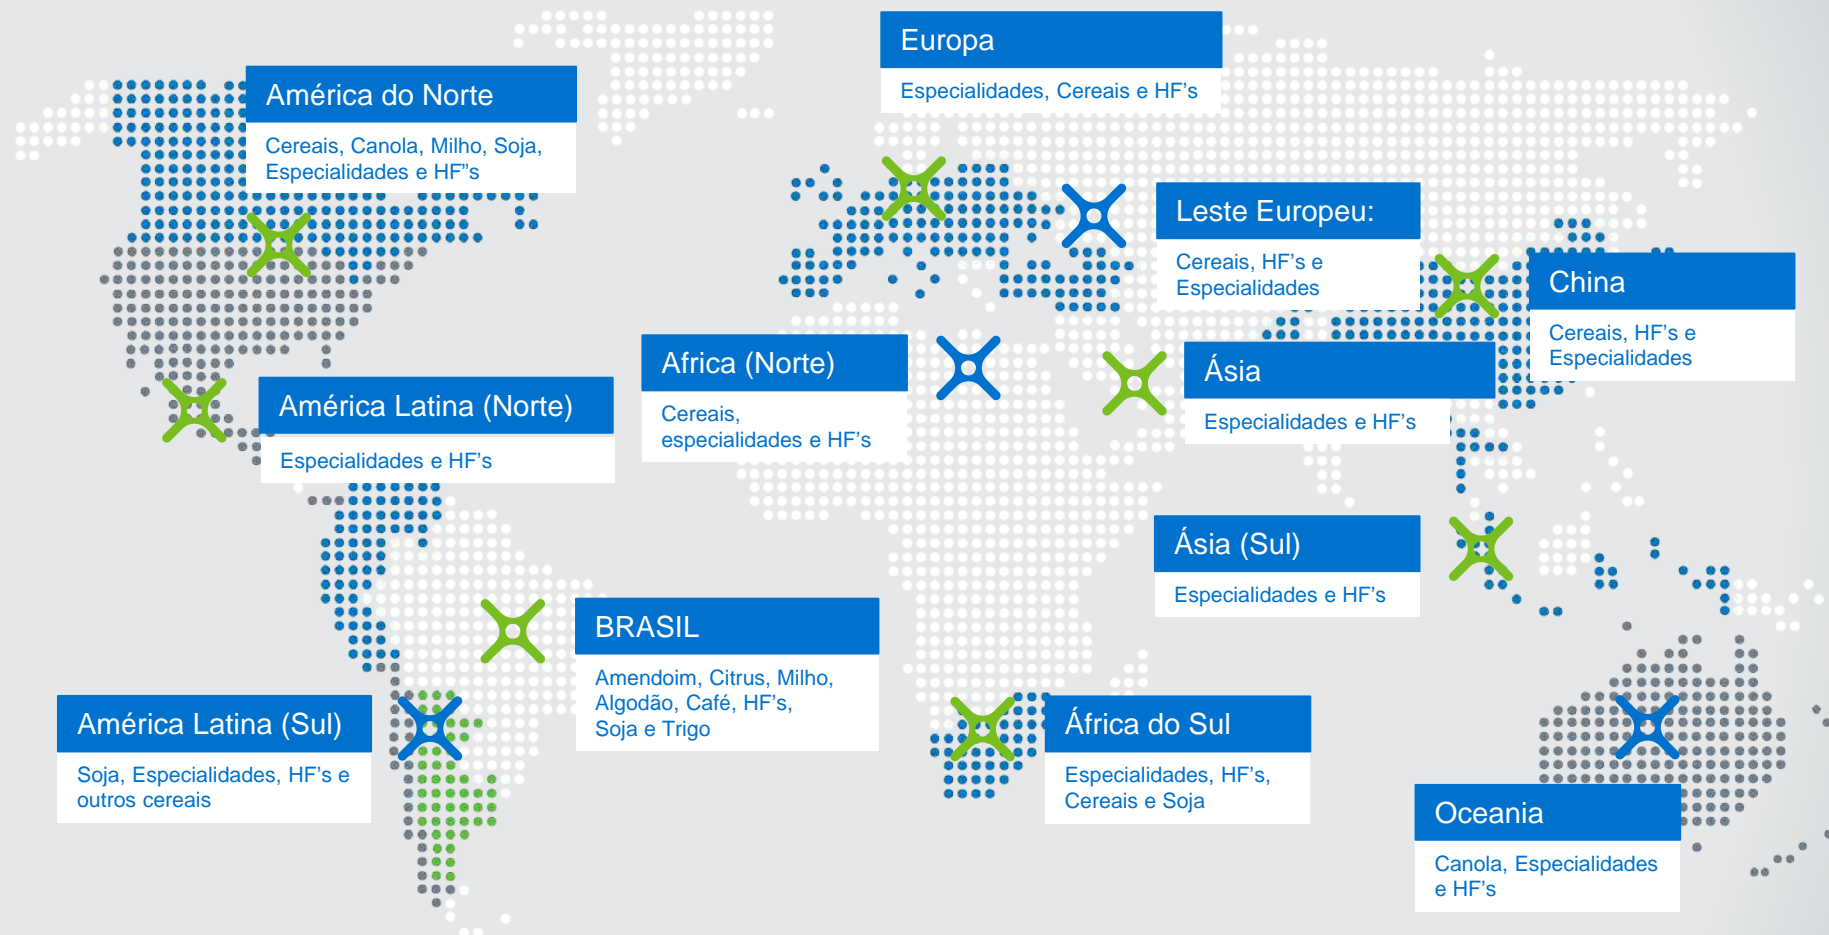 Europa
Especialidades, Cereais e HF's
América do Norte
Cereais, Canola, Milho, Soja,
Especialidades e HF"s
Leste Europeu:
Cereais, HF's e
Especialidades
China
Cereais, HF's e
Especialidades
Africa (Norte)
Cereais,
especialidades e HF's
Ásia
Especialidades e HF's
América Latina (Norte)
Especialidades e HF's
Ásia (Sul)
Especialidades e HF's
BRASIL
Amendoim, Citrus, Milho,
Algodão, Café, HF's,
Soja e Trigo
América Latina (Sul)
Soja, Especialidades, HF's e
outros cereais
África do Sul
Especialidades, HF's,
Cereais e Soja
Oceania
Canola, Especialidades
e HF's